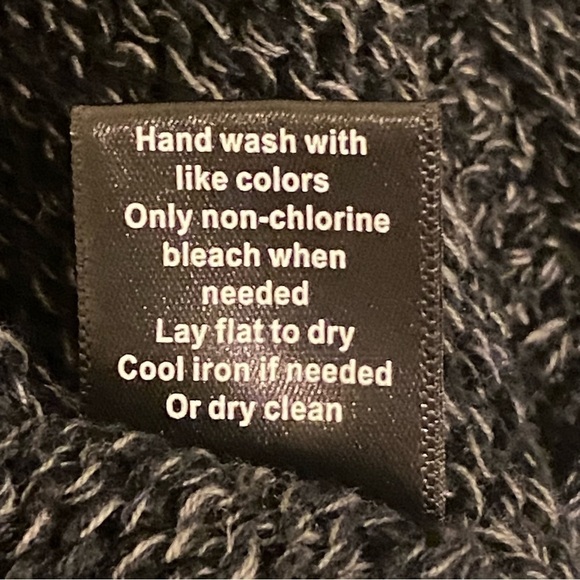 Hand wash with
like colors
Only non-chlorine
bleach when
needed
Lay flat to dry
Cool iron if needed
Or dry clean